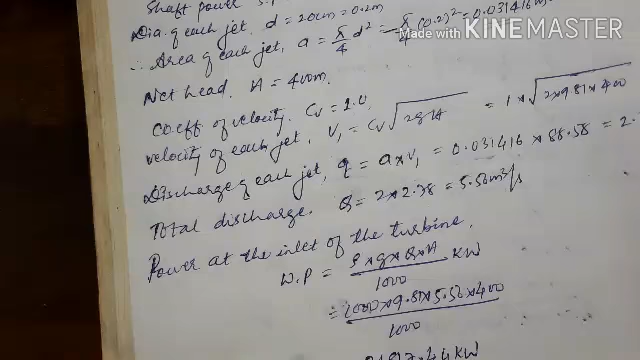 Shaft power
Dia. of each jet d = 20cm = 0.2m
∴ Area of each jet, a = π/4 d² = π/4 (0.2)² = 0.031416 m
Net head. H = 400m.
Coeff of velocity. Cv = 1.0
velocity of each jet, V₁ = Cv√2gH = 1 × √2×9.81×400
Discharge of each jet, q = a×V₁ = 0.031416 × 88.58 = 2.
Total discharge. Q = 2×2.78 = 5.56m³/s
Power at the inlet of the turbine.
W.P = ρ×g×Q×H / 1000 KW
= 1000×9.81×5.56×400 / 1000
Made with
KINEMASTER